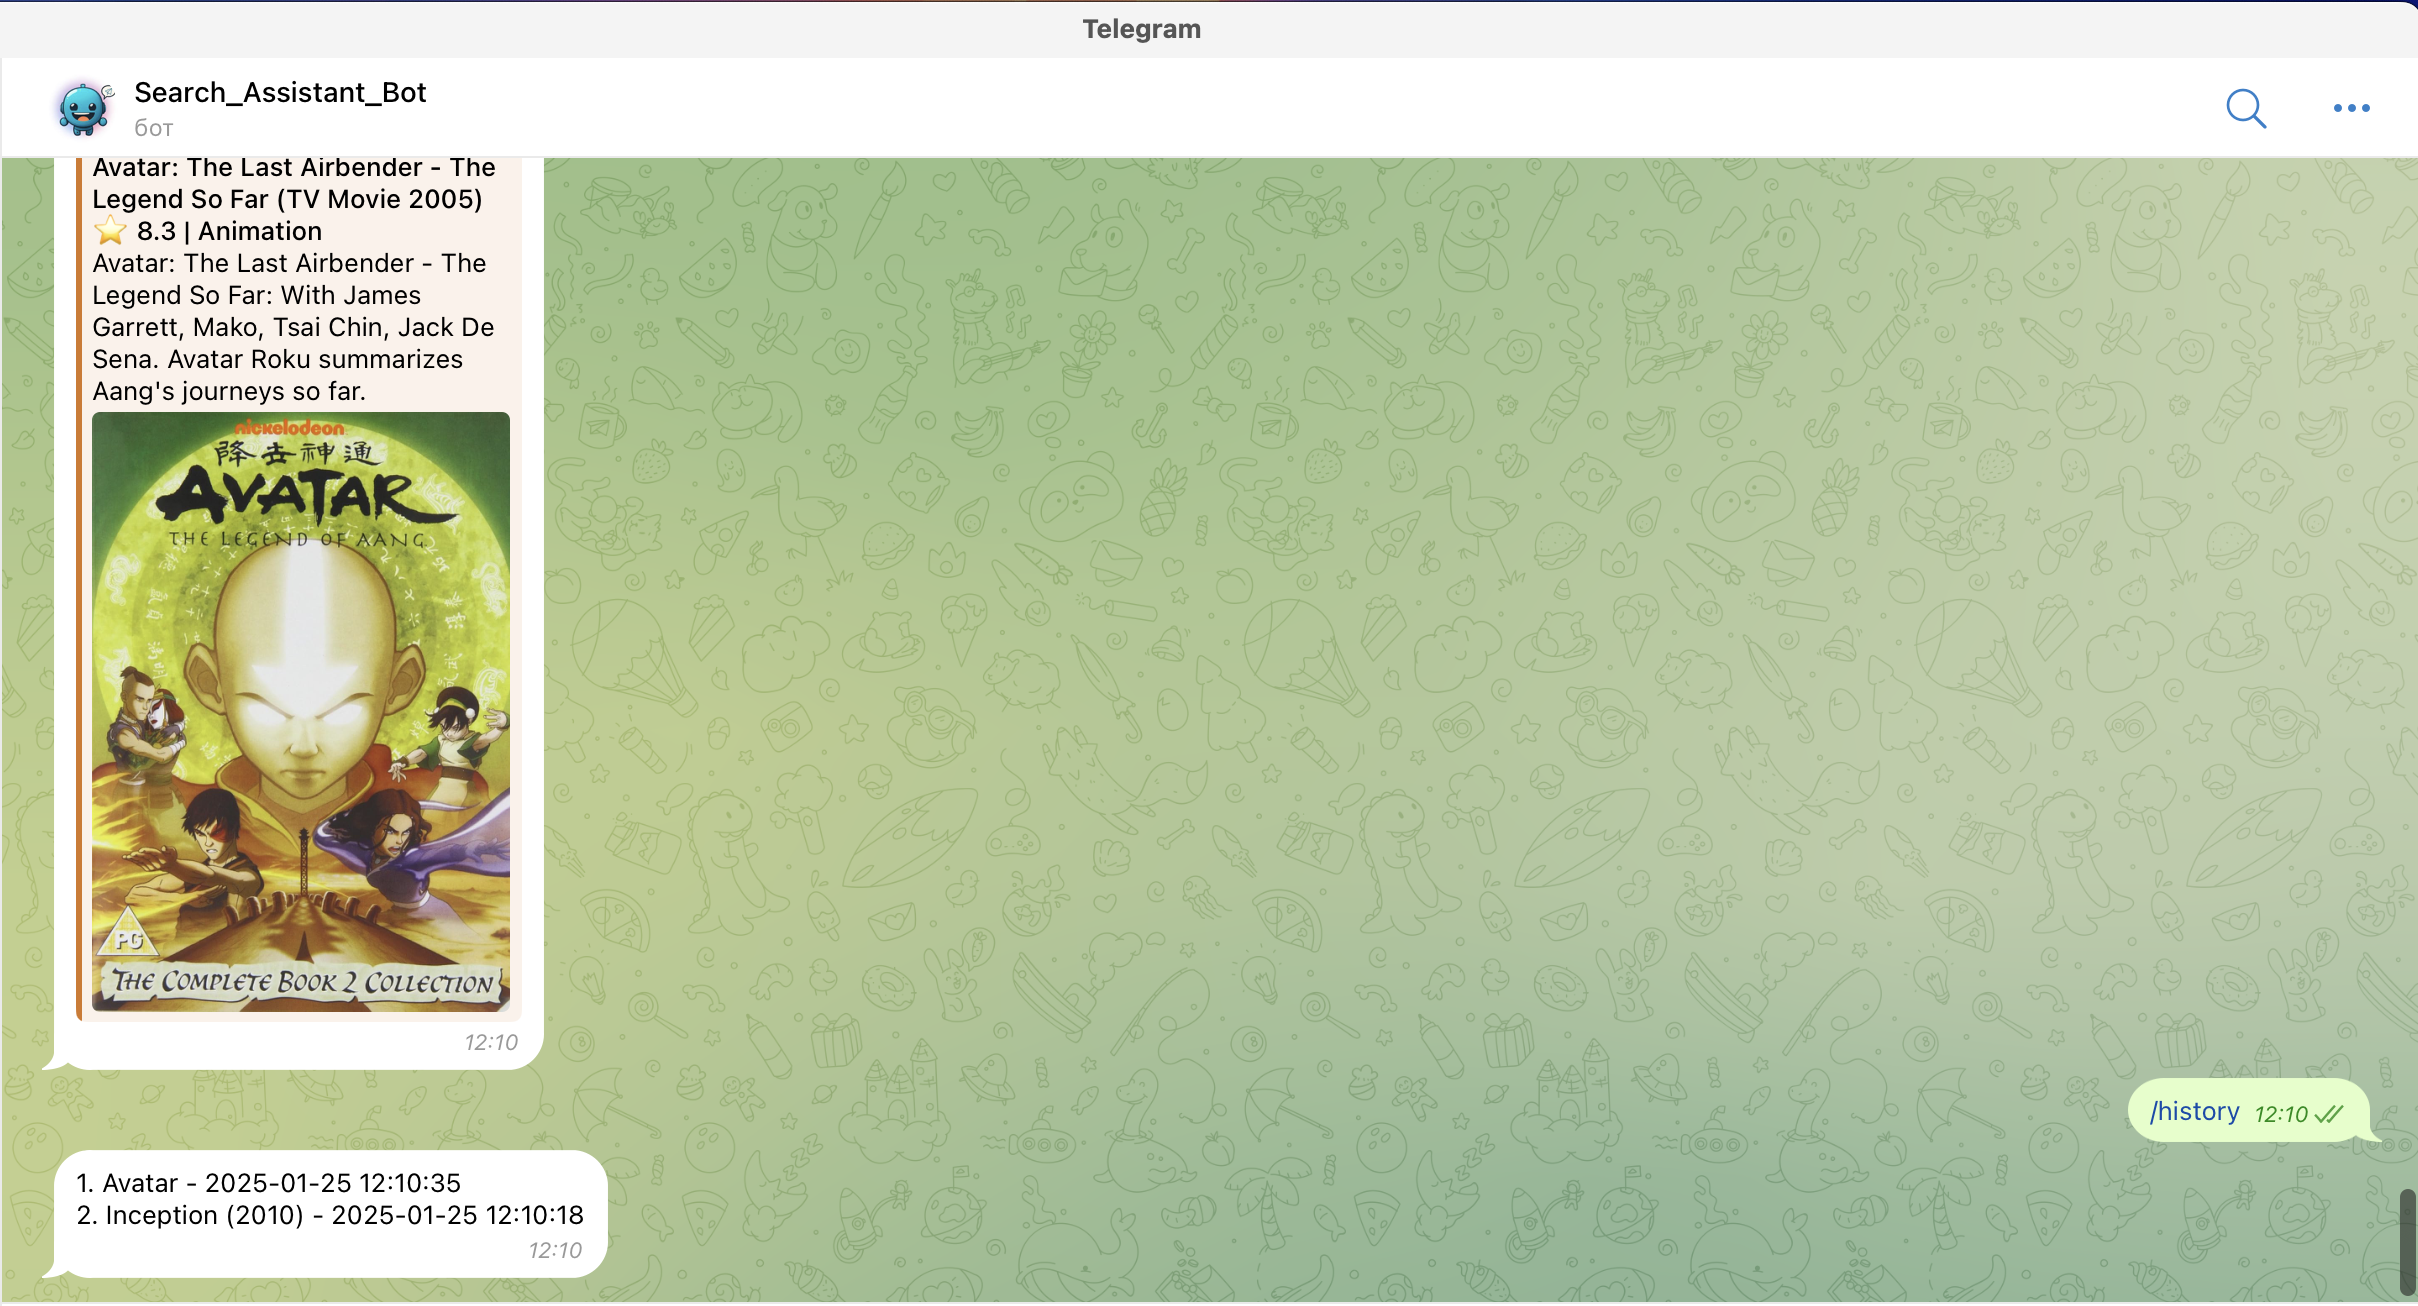 Telegram
Search_Assistant_Bot
бот
Avatar: The Last Airbender - The
Legend So Far (TV Movie 2005)
⭐ 8.3 | Animation
Avatar: The Last Airbender - The
Legend So Far: With James
Garrett, Mako, Tsai Chin, Jack De
Sena. Avatar Roku summarizes
Aang's journeys so far.
nickelodeon
降去神通
AVATAR
THE LEGEND OF AANG
PG
THE COMPLETE BOOK 2 COLLECTION
12:10
/history 12:10
1. Avatar - 2025-01-25 12:10:35
2. Inception (2010) - 2025-01-25 12:10:18
12:10